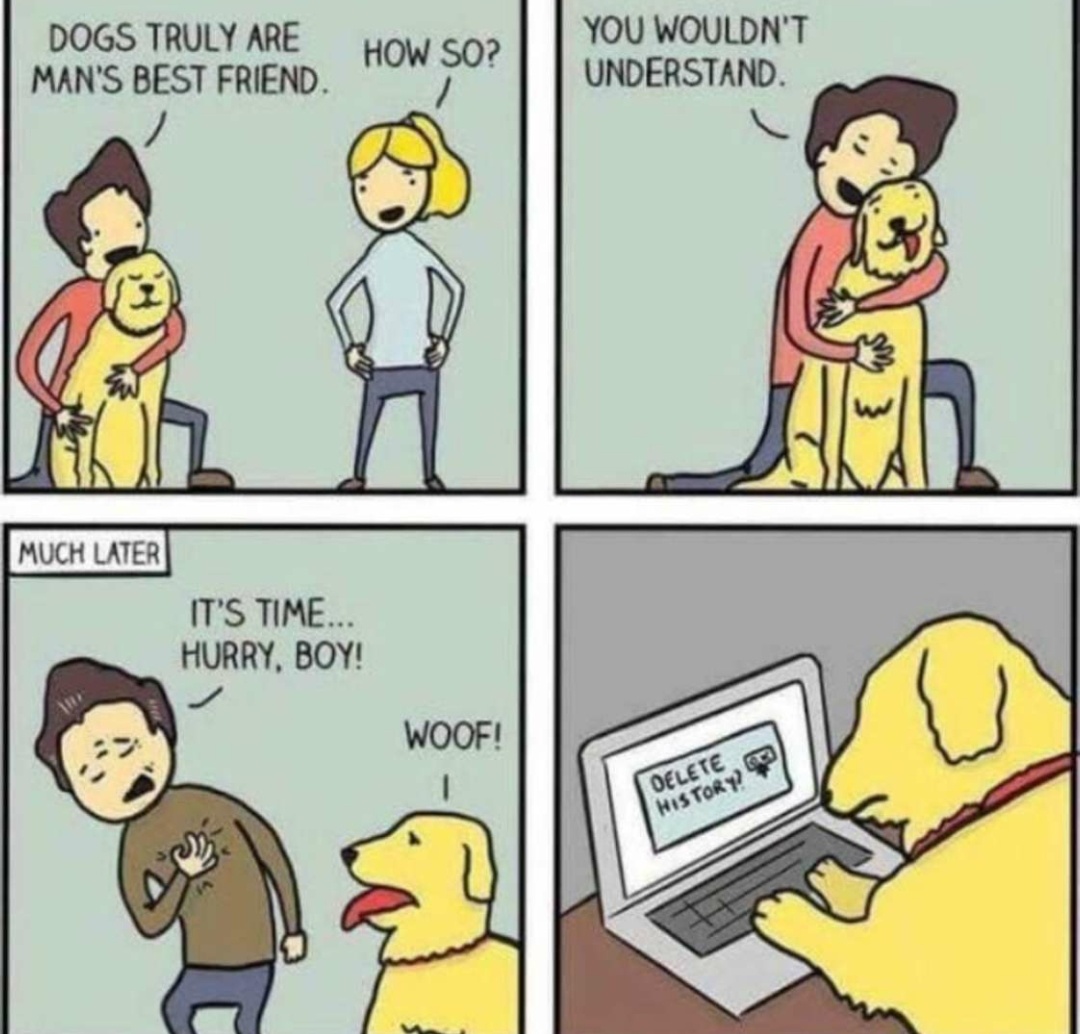 DOGS TRULY ARE
MAN'S BEST FRIEND.
HOW SO?
YOU WOULDN'T
UNDERSTAND.
MUCH LATER
IT'S TIME...
HURRY, BOY!
WOOF!
DELETE
HISTORY?
OK